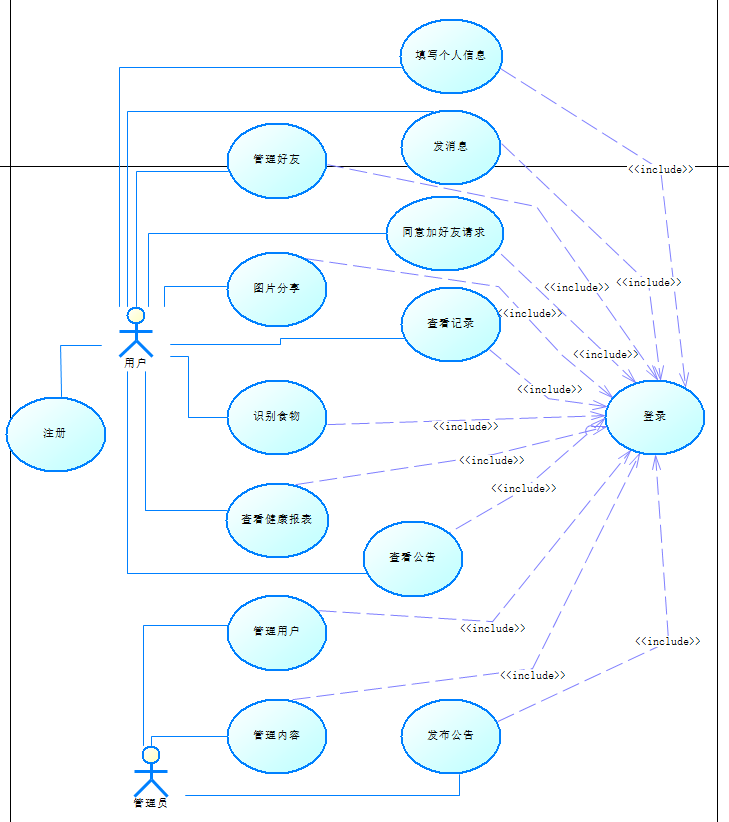 填写个人信息
发消息
管理好友
<<include>>
同意加好友请求
图片分享
<<include>>
<<include>>
<<include>>
查看记录
<<include>>
用户
<<include>>
识别食物
登录
注册
<<include>>
<<include>>
<<include>>
查看健康报表
查看公告
管理用户
<<include>>
<<include>>
<<include>>
管理内容
发布公告
管理员